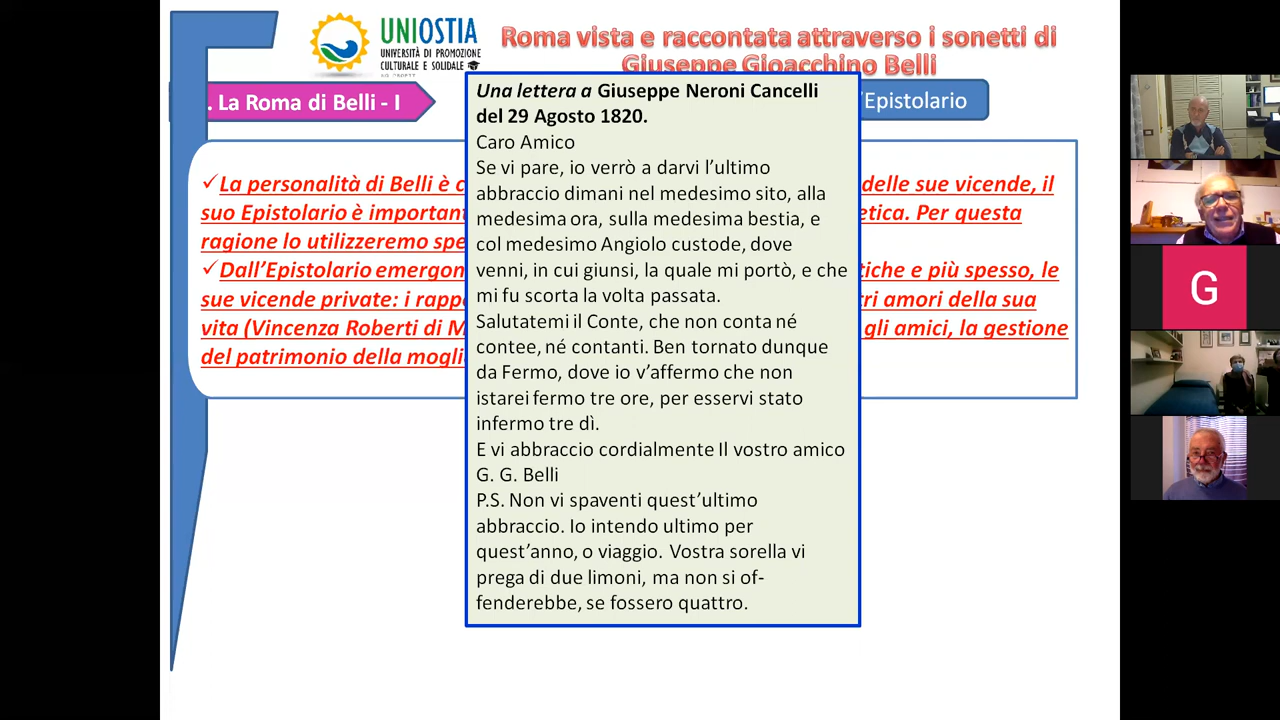 UNIOSTIA
UNIVERSITÀ DI PROMOZIONE
CULTURALE E SOLIDALE
Roma vista e raccontata attraverso i sonetti di
Giuseppe Gioacchino Belli
. La Roma di Belli - I
l'Epistolario
La personalità di Belli è c
delle sue vicende, il
suo Epistolario è important
etica. Per questa
ragione lo utilizzeremo spe
Dall'Epistolario emergon
tiche e più spesso, le
sue vicende private: i rappo
tri amori della sua
vita (Vincenza Roberti di M
gli amici, la gestione
del patrimonio della mogli
Una lettera a Giuseppe Neroni Cancelli
del 29 Agosto 1820.
Caro Amico
Se vi pare, io verrò a darvi l'ultimo
abbraccio dimani nel medesimo sito, alla
medesima ora, sulla medesima bestia, e
col medesimo Angiolo custode, dove
venni, in cui giunsi, la quale mi portò, e che
mi fu scorta la volta passata.
Salutatemi il Conte, che non conta né
contee, né contanti. Ben tornato dunque
da Fermo, dove io v'affermo che non
istarei fermo tre ore, per esservi stato
infermo tre dì.
E vi abbraccio cordialmente Il vostro amico
G. G. Belli
P.S. Non vi spaventi quest'ultimo
abbraccio. Io intendo ultimo per
quest'anno, o viaggio. Vostra sorella vi
prega di due limoni, ma non si of-
fenderebbe, se fossero quattro.
G